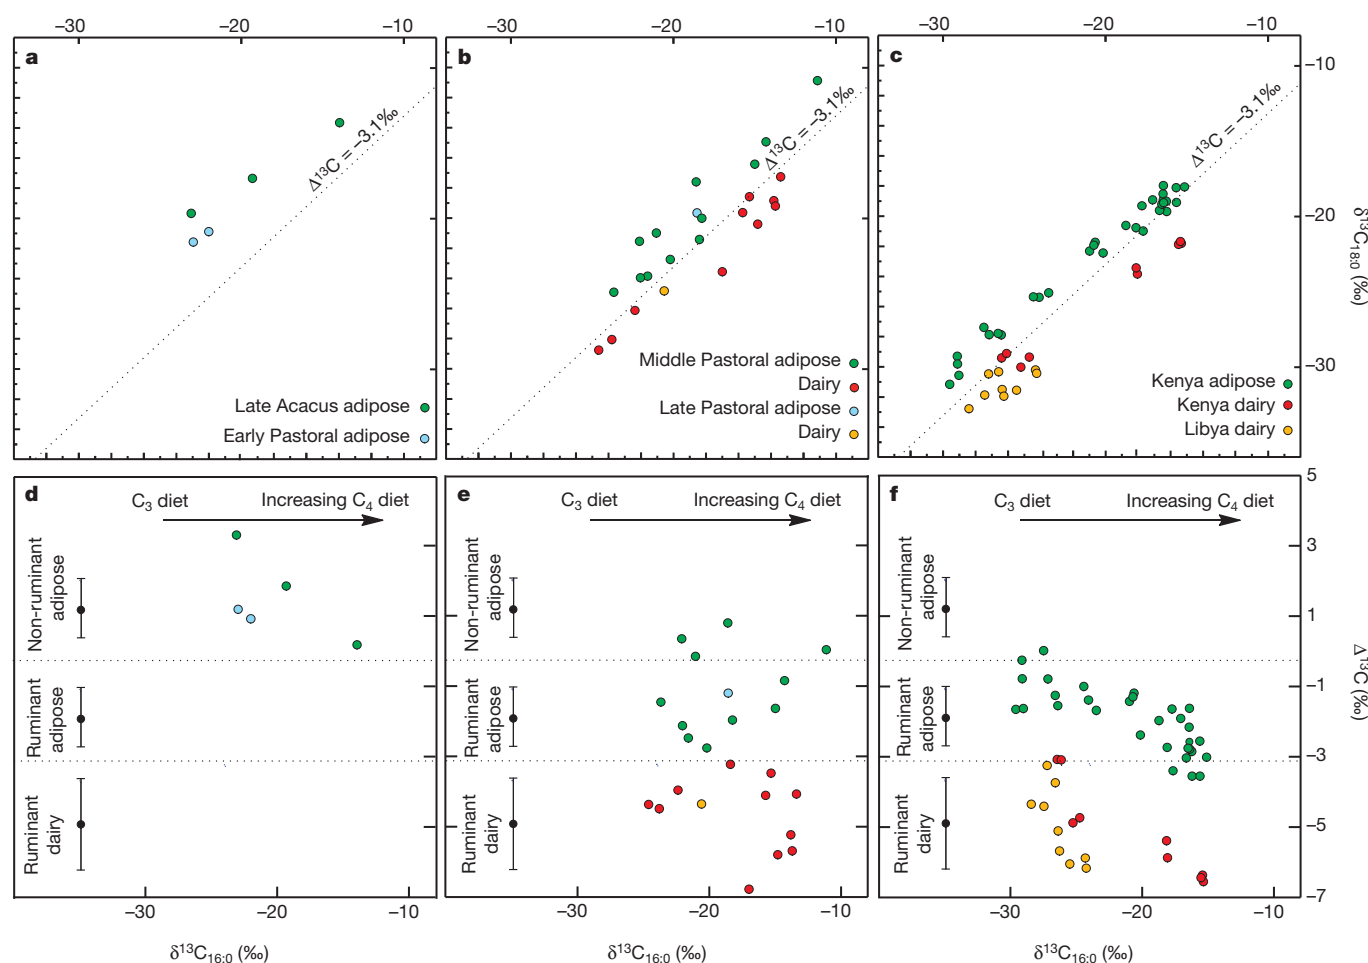 −30 −20 −10 −30 −20 −10 −30 −20 −10
a b c
Δ¹³C = −3.1‰ Δ¹³C = −3.1‰ Δ¹³C = −3.1‰
−10
−20
−30
δ¹³C₁₈:₀ (‰)
Late Acacus adipose
Early Pastoral adipose
Middle Pastoral adipose
Dairy
Late Pastoral adipose
Dairy
Kenya adipose
Kenya dairy
Libya dairy
d e f
C₃ diet Increasing C₄ diet C₃ diet Increasing C₄ diet C₃ diet Increasing C₄ diet
Non-ruminant
adipose
Ruminant
adipose
Ruminant
dairy
Non-ruminant
adipose
Ruminant
adipose
Ruminant
dairy
Non-ruminant
adipose
Ruminant
adipose
Ruminant
dairy
5
3
1
−1
−3
−5
−7
Δ¹³C (‰)
−30 −20 −10 −30 −20 −10 −30 −20 −10
δ¹³C₁₆:₀ (‰) δ¹³C₁₆:₀ (‰) δ¹³C₁₆:₀ (‰)